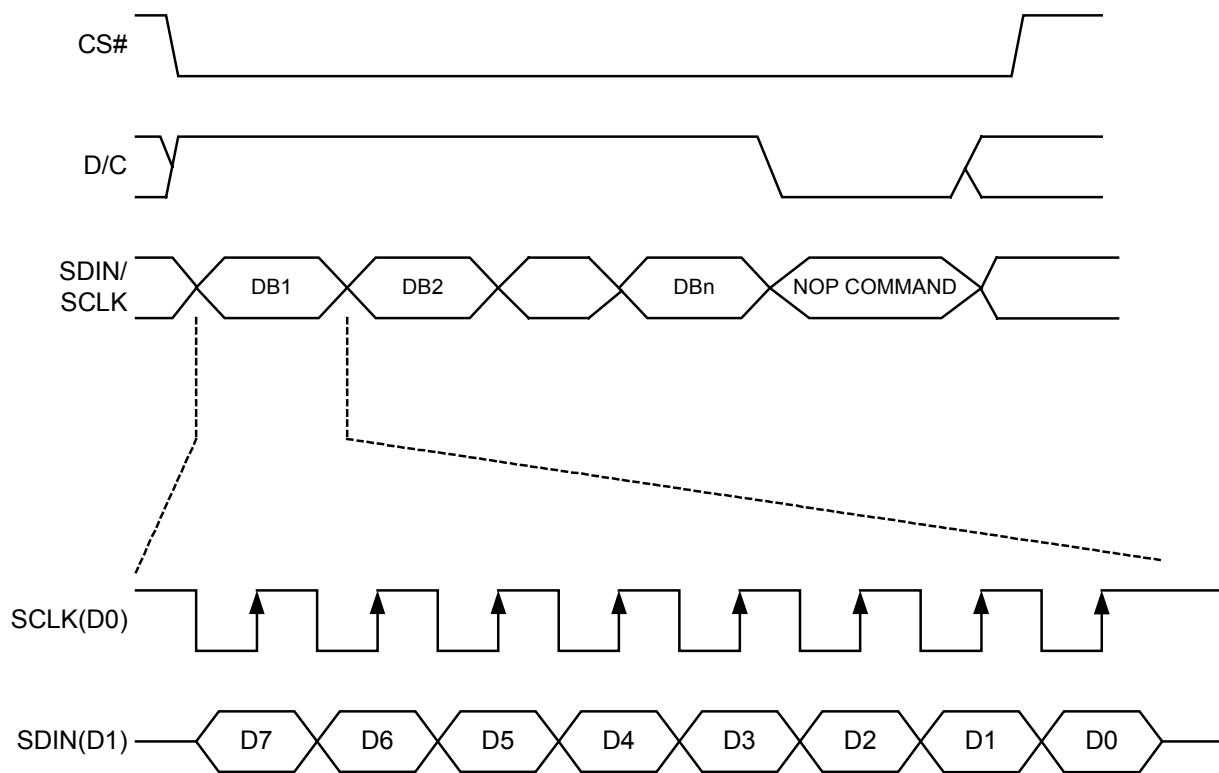 CS#
D/C
SDIN/
SCLK
DB1
DB2
DBn
NOP COMMAND
SCLK(D0)
SDIN(D1)
D7
D6
D5
D4
D3
D2
D1
D0